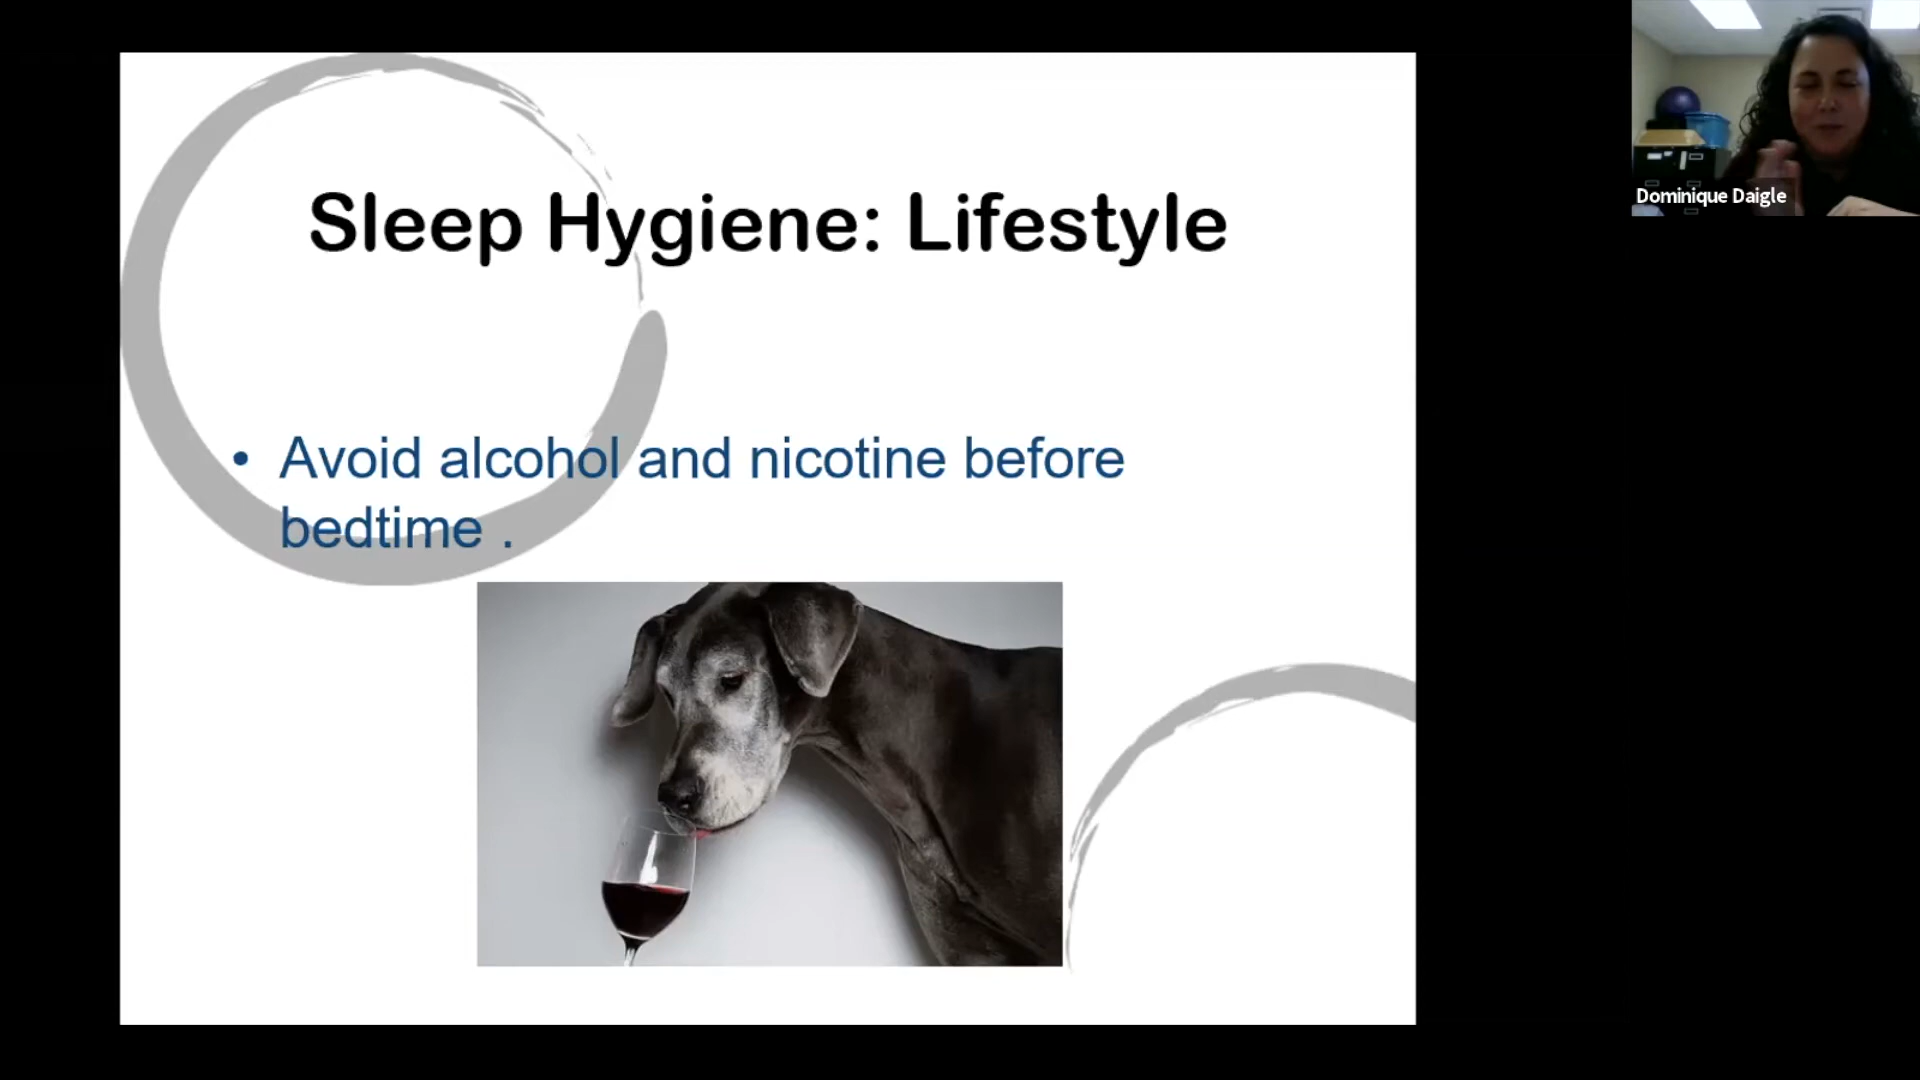 Sleep Hygiene: Lifestyle
• Avoid alcohol and nicotine before
bedtime .
Dominique Daigle